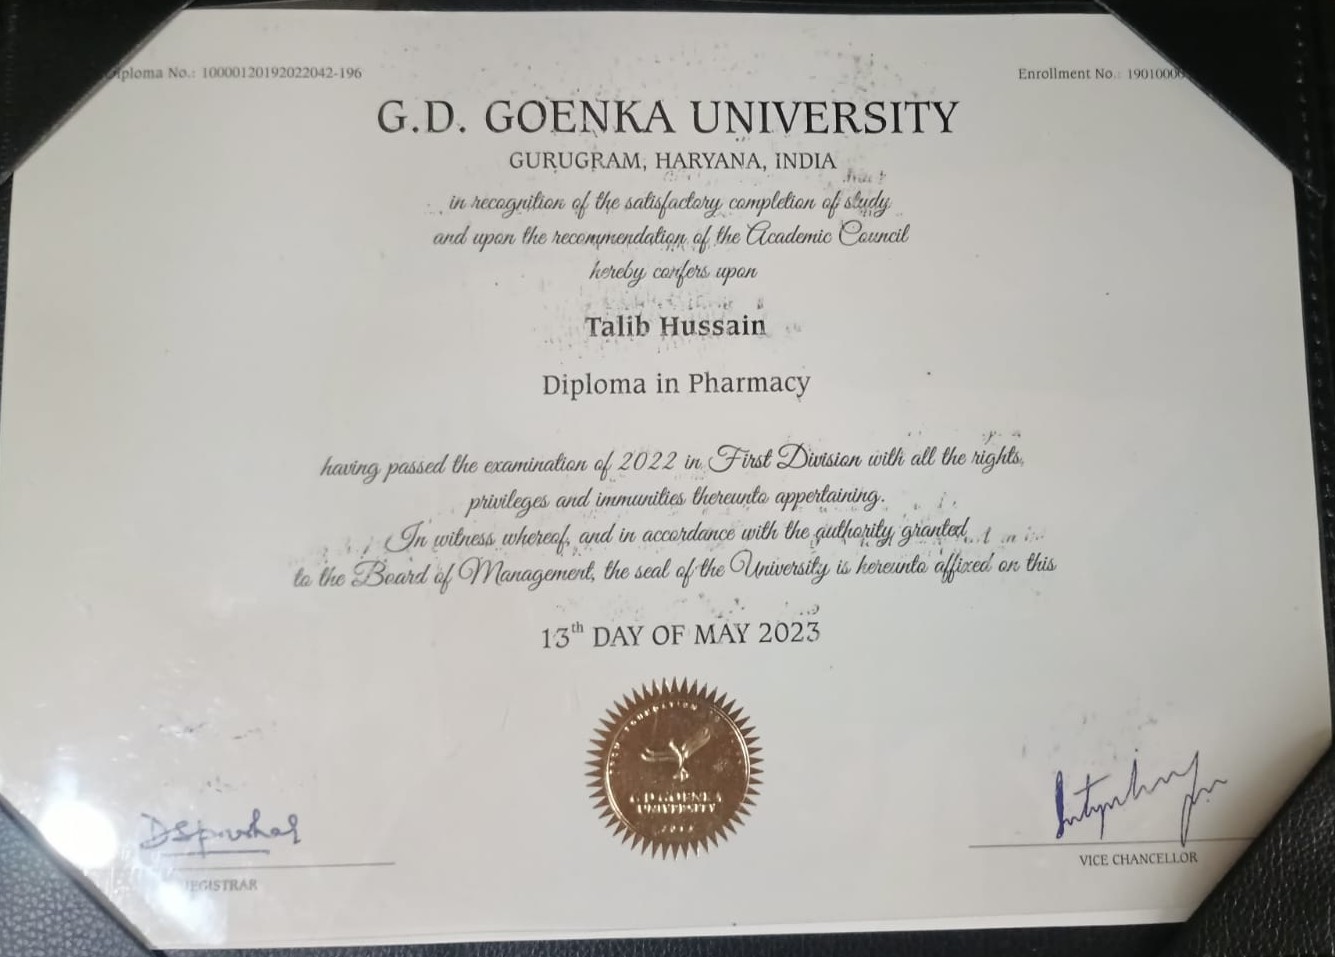 Diploma No.: 10000120192022042-196
Enrollment No.: 19010000
G.D. GOENKA UNIVERSITY
GURUGRAM, HARYANA, INDIA
in recognition of the satisfactory completion of study
and upon the recommendation of the Academic Council
hereby confers upon
Talib Hussain
Diploma in Pharmacy
having passed the examination of 2022 in First Division with all the rights,
privileges and immunities thereunto appertaining.
In witness whereof, and in accordance with the authority granted
to the Board of Management, the seal of the University is hereunto affixed on this
13th DAY OF MAY 2023
G D GOENKA
UNIVERSITY
REGISTRAR
VICE CHANCELLOR